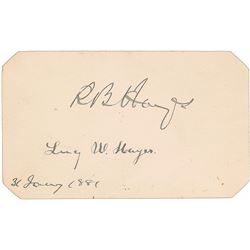 R B Hayes
Lucy W. Hayes.
31 Jany 1881